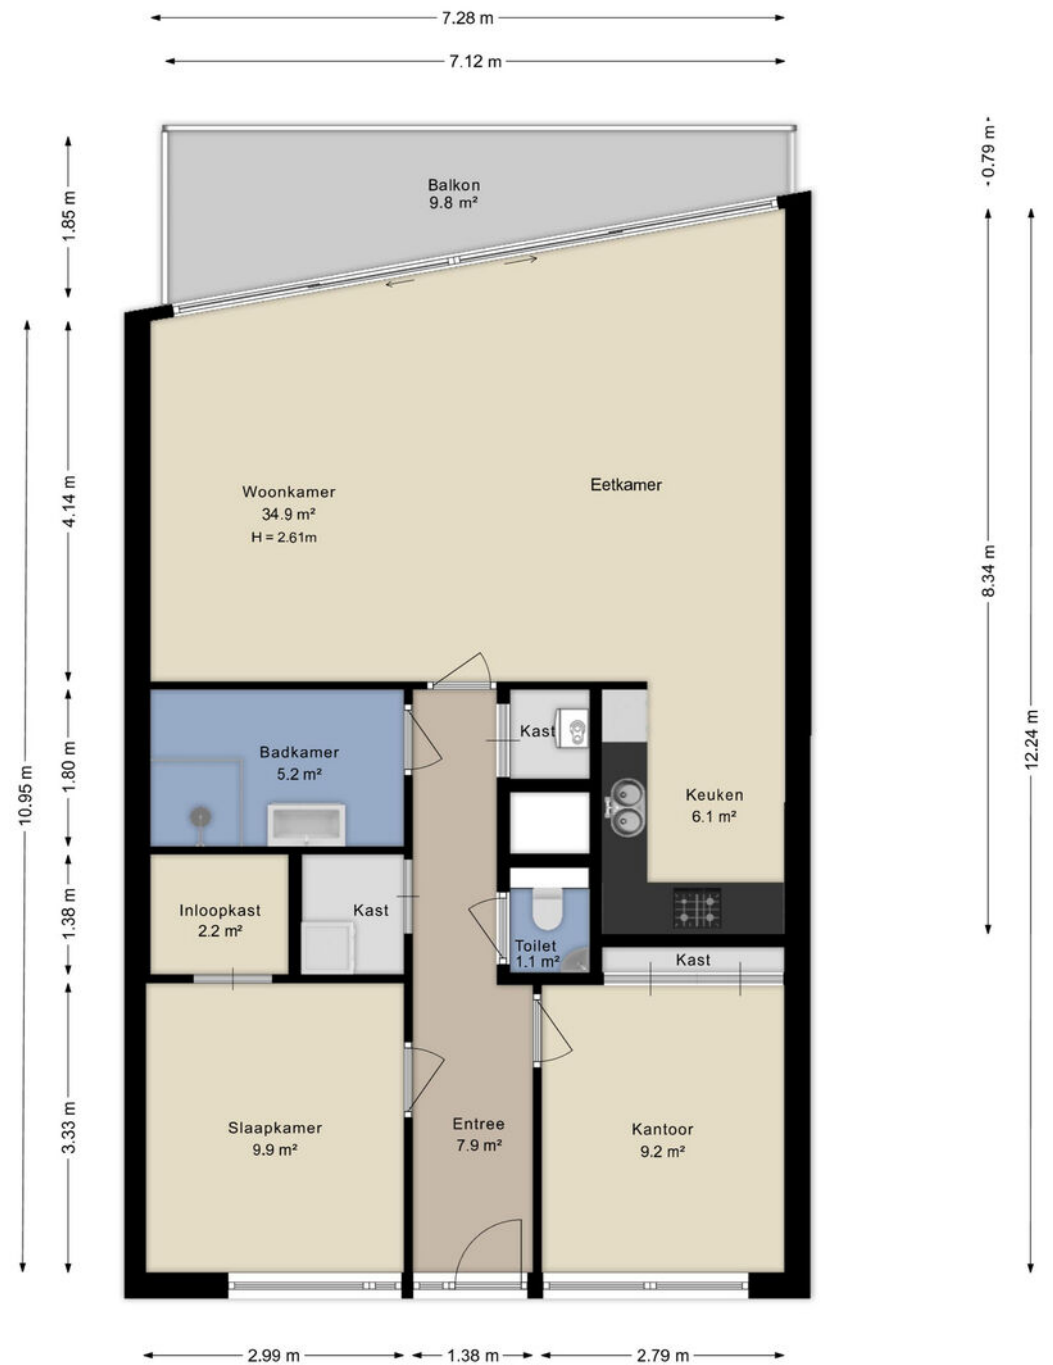 7.28 m
7.12 m
0.79 m
1.85 m
Balkon
9.8 m²
4.14 m
Woonkamer
34.9 m²
H = 2.61m
Eetkamer
8.34 m
10.95 m
12.24 m
1.80 m
Badkamer
5.2 m²
Kast
Keuken
6.1 m²
1.38 m
Inloopkast
2.2 m²
Kast
Toilet
1.1 m²
Kast
3.33 m
Slaapkamer
9.9 m²
Entree
7.9 m²
Kantoor
9.2 m²
2.99 m
1.38 m
2.79 m